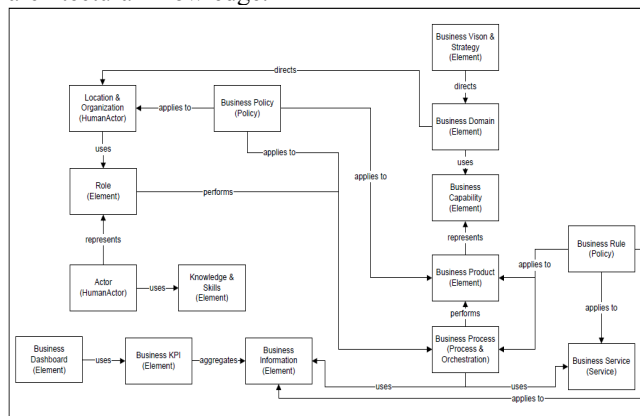 Business Vison &
Strategy
(Element)
directs
directs
Location &
Organization
(HumanActor)
applies to
Business Policy
(Policy)
Business Domain
(Element)
uses
applies to
applies to
uses
Role
(Element)
performs
Business
Capability
(Element)
represents
represents
Business Rule
(Policy)
applies to
Actor
(HumanActor)
uses
Knowledge &
Skills
(Element)
Business Product
(Element)
applies to
performs
Business
Dashboard
(Element)
uses
Business KPI
(Element)
aggregates
Business
Information
(Element)
Business Process
(Process &
Orchestration)
Business Service
(Service)
uses
uses
applies to